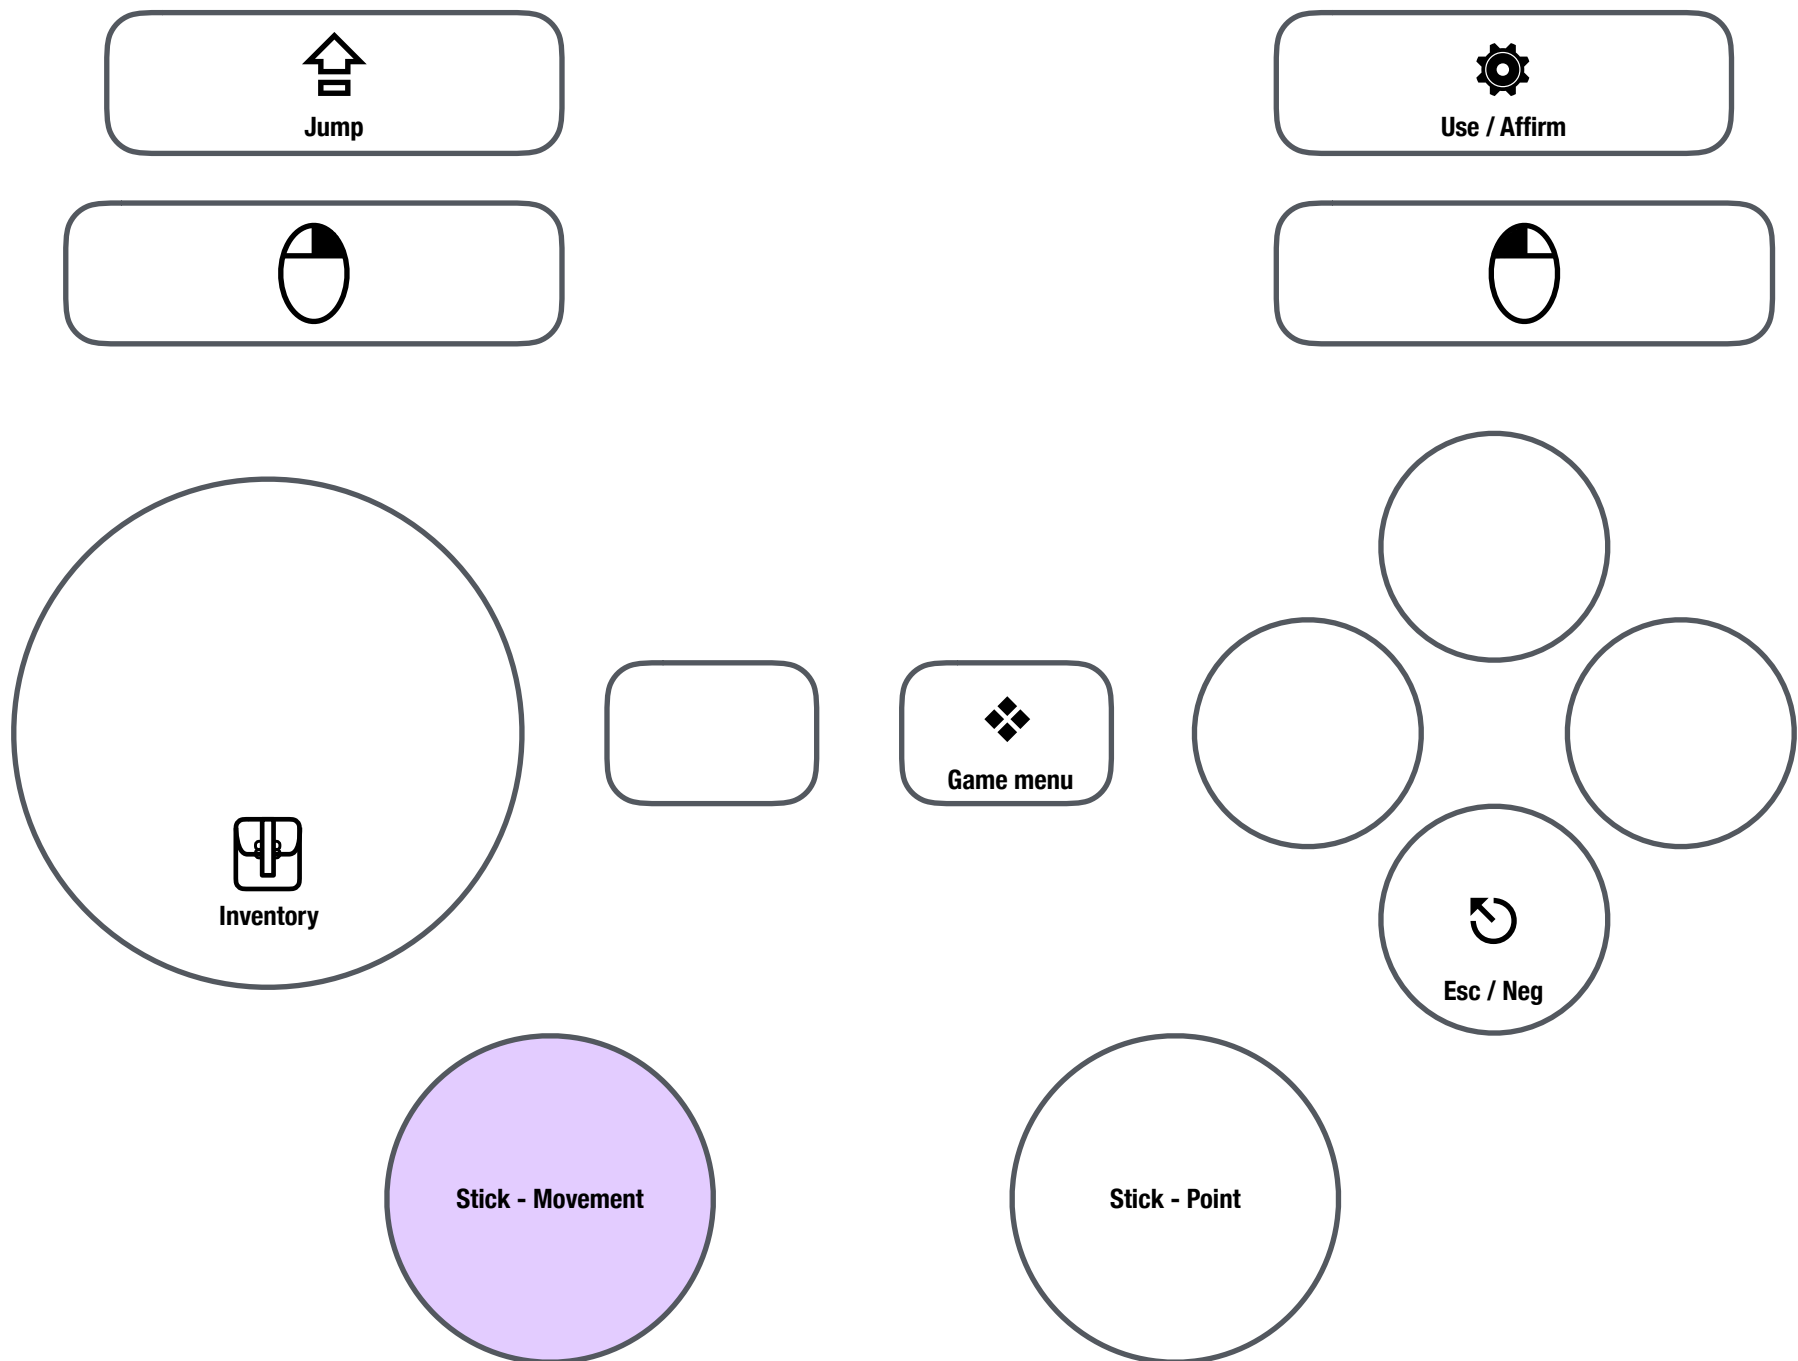 Jump
Use / Affirm
Game menu
Inventory
Esc / Neg
Stick - Movement
Stick - Point